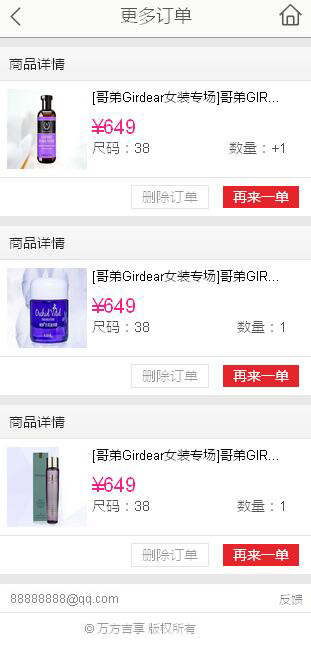 更多订单
商品详情
[哥弟Girdear女装专场]哥弟GIR...
¥649
尺码：38 数量：+1
删除订单 再来一单
商品详情
[哥弟Girdear女装专场]哥弟GIR...
¥649
尺码：38 数量：1
删除订单 再来一单
商品详情
[哥弟Girdear女装专场]哥弟GIR...
¥649
尺码：38 数量：1
删除订单 再来一单
88888888@qq.com 反馈
© 万方吉享 版权所有